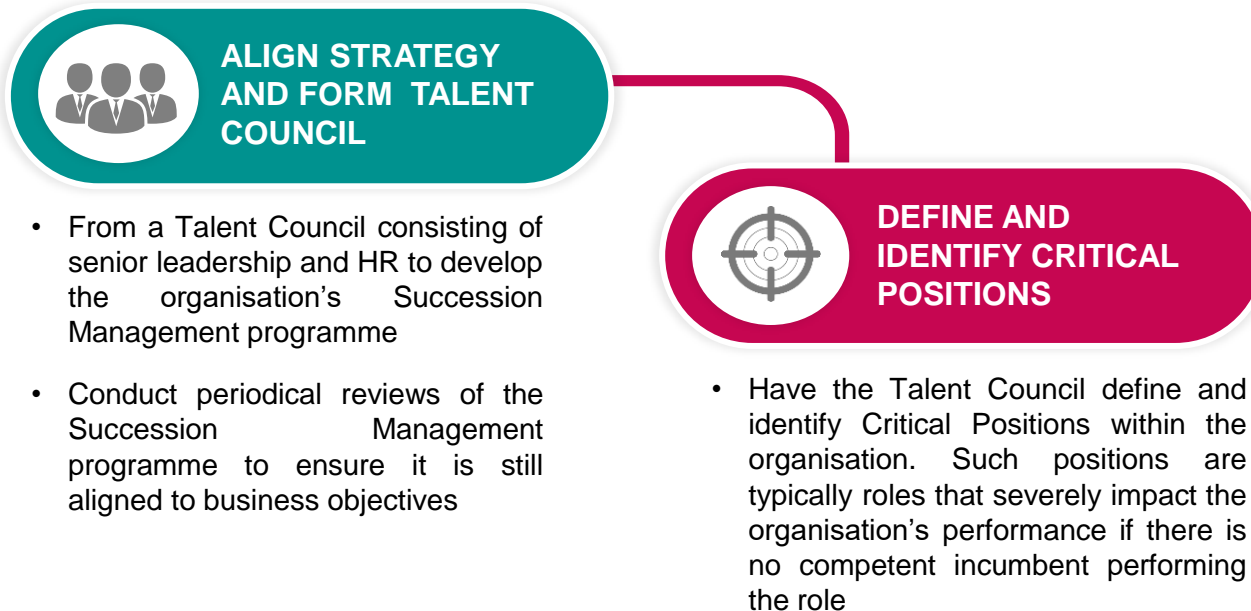 ALIGN STRATEGY
AND FORM TALENT
COUNCIL
• From a Talent Council consisting of
senior leadership and HR to develop
the organisation’s Succession
Management programme
• Conduct periodical reviews of the
Succession Management
programme to ensure it is still
aligned to business objectives
DEFINE AND
IDENTIFY CRITICAL
POSITIONS
• Have the Talent Council define and
identify Critical Positions within the
organisation. Such positions are
typically roles that severely impact the
organisation’s performance if there is
no competent incumbent performing
the role